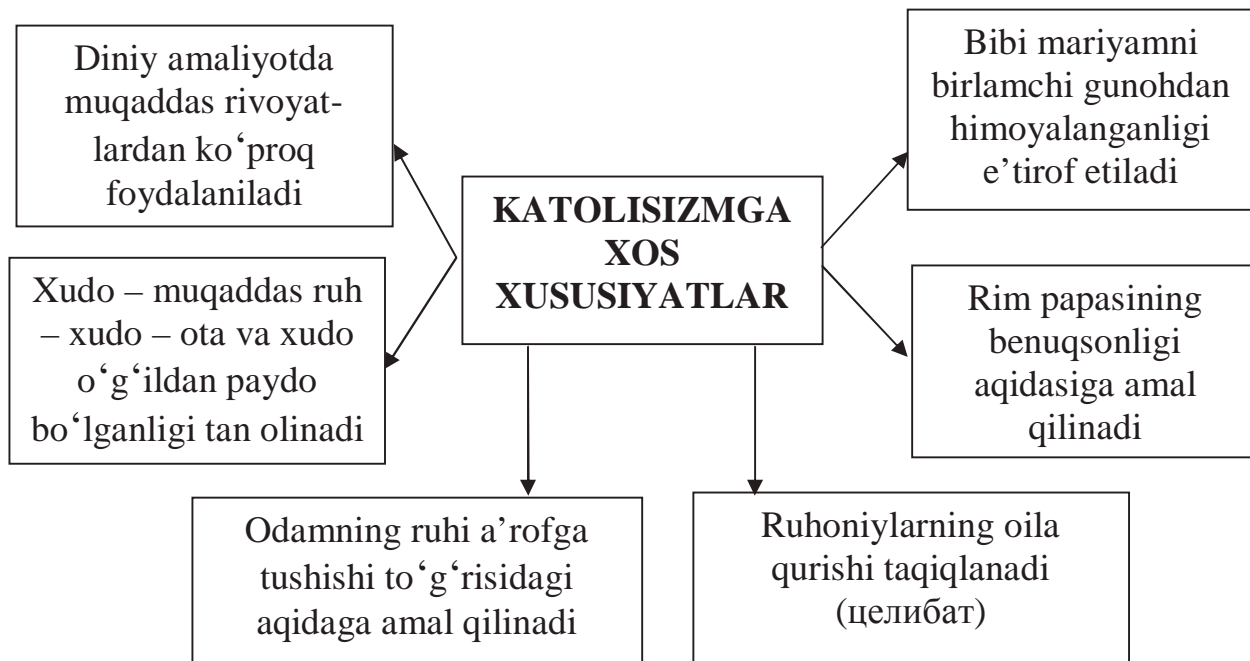 Diniy amaliyotda
muqaddas rivoyat-
lardan ko‘proq
foydalaniladi
Bibi mariyamni
birlamchi gunohdan
himoyalanganligi
e’tirof etiladi
KATOLISIZMGA
XOS
XUSUSIYATLAR
Xudo – muqaddas ruh
– xudo – ota va xudo
o‘g‘ildan paydo
bo‘lganligi tan olinadi
Rim papasining
benuqsonligi
aqidasiga amal
qilinadi
Odamning ruhi a’rofga
tushishi to‘g‘risidagi
aqidaga amal qilinadi
Ruhoniylarning oila
qurishi taqiqlanadi
(целибат)